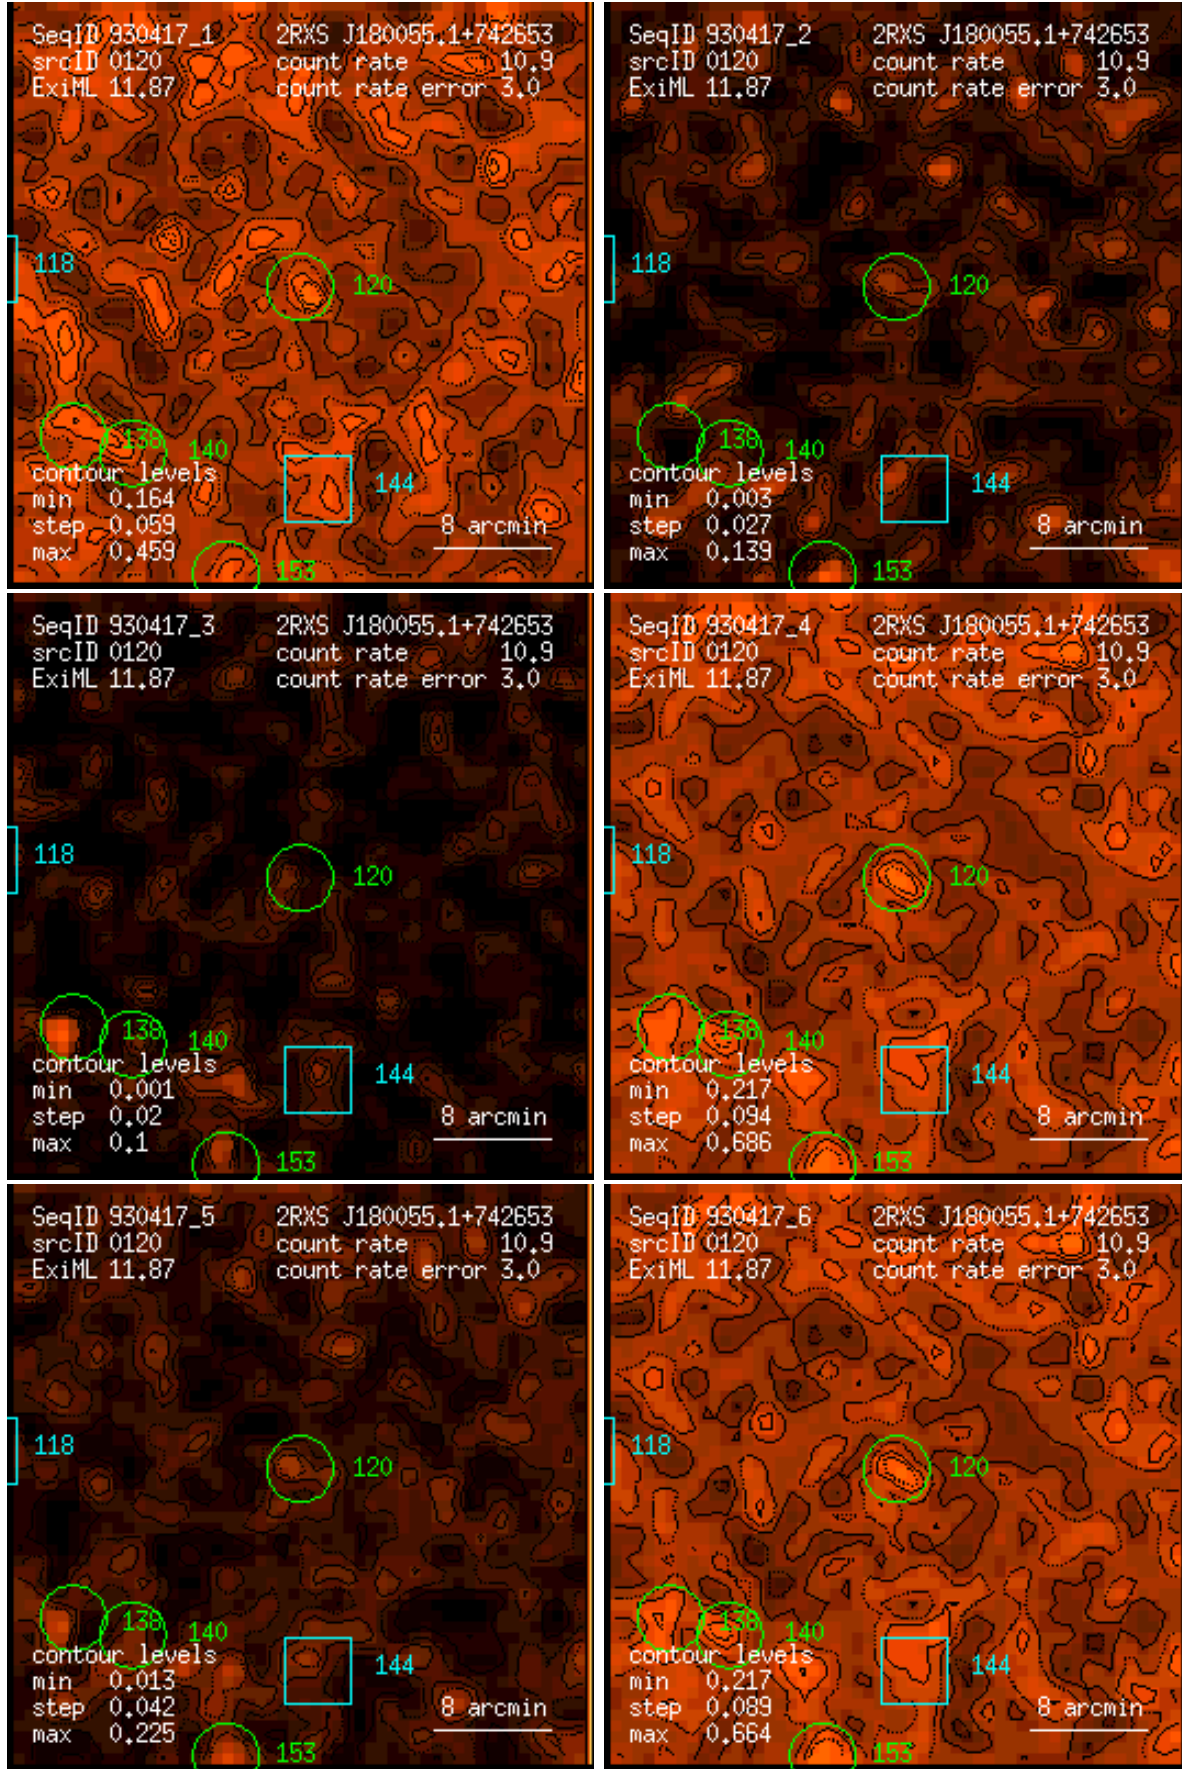 SeqID 930417_1 2RXS J180055.1+742653
srcID 0120 count rate 10.9
ExiML 11.87 count rate error 3.0
118
120
138 140
contour levels
min 0.164
144
step 0.059
8 arcmin
max 0.459
153
SeqID 930417_2 2RXS J180055.1+742653
srcID 0120 count rate 10.9
ExiML 11.87 count rate error 3.0
118
120
138 140
contour levels
min 0.003
144
step 0.027
8 arcmin
max 0.139
153
SeqID 930417_3 2RXS J180055.1+742653
srcID 0120 count rate 10.9
ExiML 11.87 count rate error 3.0
118
120
138 140
contour levels
min 0.001
144
step 0.02
8 arcmin
max 0.1
153
SeqID 930417_4 2RXS J180055.1+742653
srcID 0120 count rate 10.9
ExiML 11.87 count rate error 3.0
118
120
138 140
contour levels
min 0.217
144
step 0.094
8 arcmin
max 0.686
153
SeqID 930417_5 2RXS J180055.1+742653
srcID 0120 count rate 10.9
ExiML 11.87 count rate error 3.0
118
120
138 140
contour levels
min 0.013
144
step 0.042
8 arcmin
max 0.225
153
SeqID 930417_6 2RXS J180055.1+742653
srcID 0120 count rate 10.9
ExiML 11.87 count rate error 3.0
118
120
138 140
contour levels
min 0.217
144
step 0.089
8 arcmin
max 0.664
153